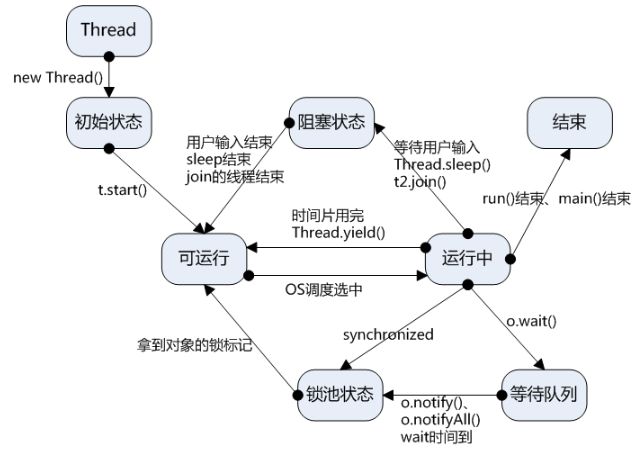 Thread
new Thread()
初始状态
阻塞状态
结束
用户输入结束
sleep结束
join的线程结束
等待用户输入
Thread.sleep()
t2.join()
t.start()
run()结束、main()结束
时间片用完
Thread.yield()
可运行
运行中
OS调度选中
synchronized
o.wait()
拿到对象的锁标记
锁池状态
等待队列
o.notify()、
o.notifyAll()
wait时间到